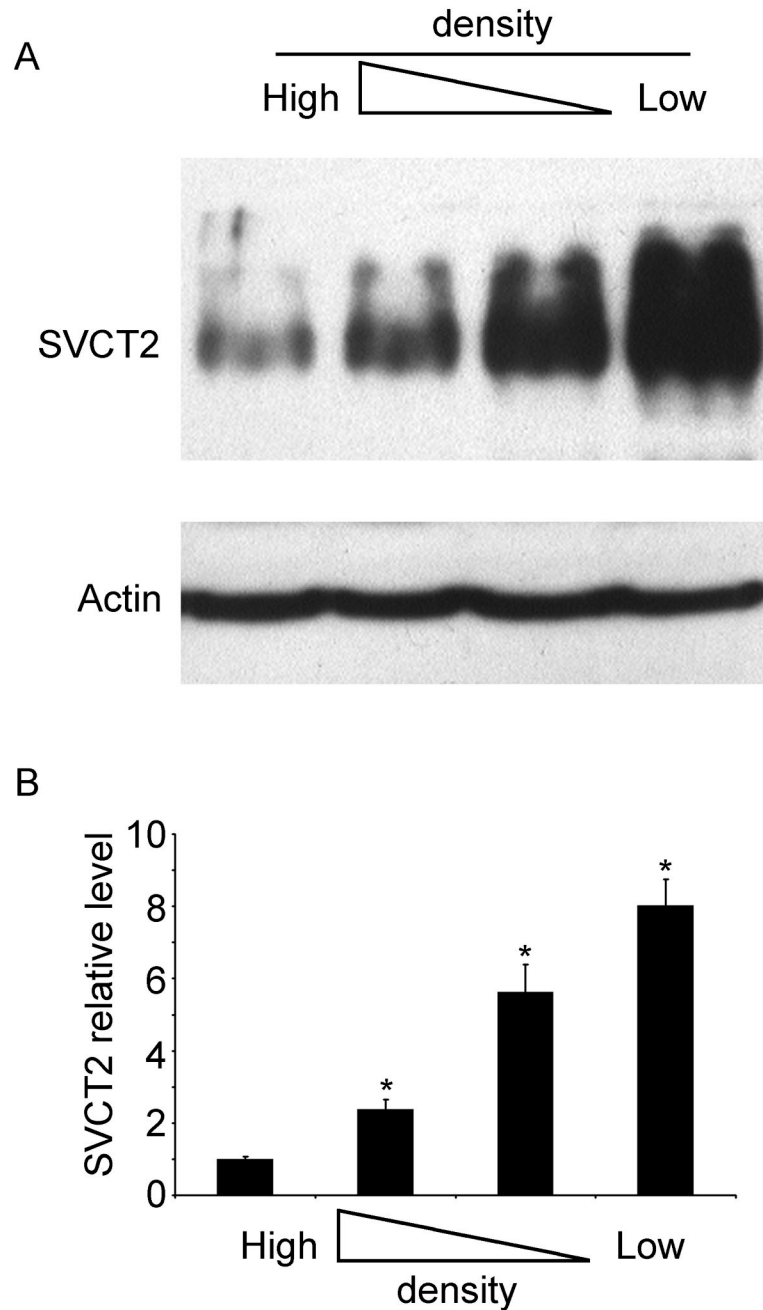 A
density
High Low
SVCT2
Actin
B
SVCT2 relative level
10
8
6
4
2
0
*
*
*
High Low
density